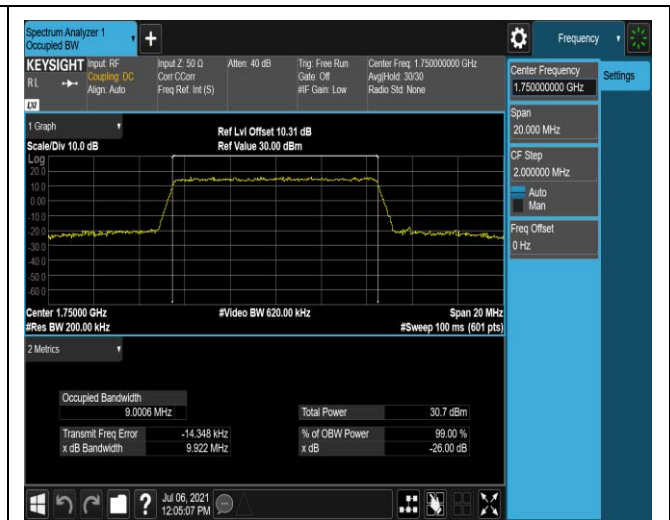 Spectrum Analyzer 1
Occupied BW
+
Frequency
KEYSIGHT Input: RF Input Z: 50 Ω Atten: 40 dB Trig: Free Run Center Freq: 1.750000000 GHz
RL Coupling: DC Corr CCorr Gate: Off Avg|Hold: 30/30
Align: Auto Freq Ref: Int (S) #IF Gain: Low Radio Std: None
LXI
Center Frequency
1.750000000 GHz
Settings
Span
20.000 MHz
CF Step
2.000000 MHz
Auto
Man
Freq Offset
0 Hz
1 Graph
Ref Lvl Offset 10.31 dB
Scale/Div 10.0 dB Ref Value 30.00 dBm
Log
20.0
10.0
0.00
-10.0
-20.0
-30.0
-40.0
-50.0
-60.0
Center 1.75000 GHz #Video BW 620.00 kHz Span 20 MHz
#Res BW 200.00 kHz #Sweep 100 ms (601 pts)
2 Metrics
Occupied Bandwidth
9.0006 MHz Total Power 30.7 dBm
Transmit Freq Error -14.348 kHz % of OBW Power 99.00 %
x dB Bandwidth 9.922 MHz x dB -26.00 dB
? Jul 06, 2021
12:05:07 PM